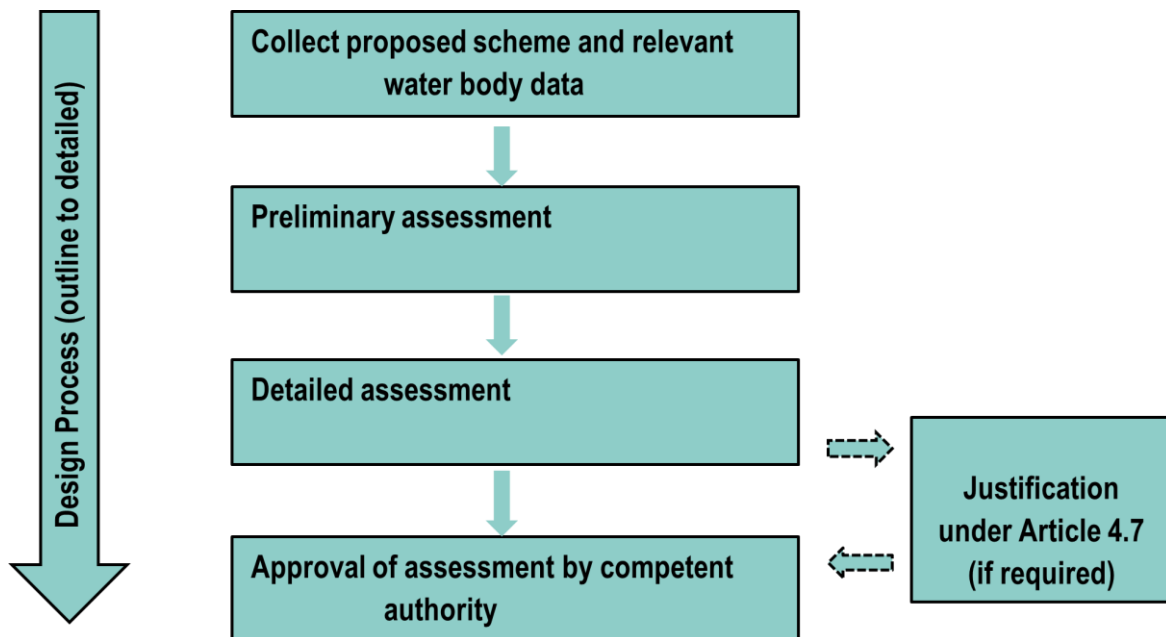 Design Process (outline to detailed)
Collect proposed scheme and relevant
water body data
Preliminary assessment
Detailed assessment
Justification
under Article 4.7
(if required)
Approval of assessment by competent
authority